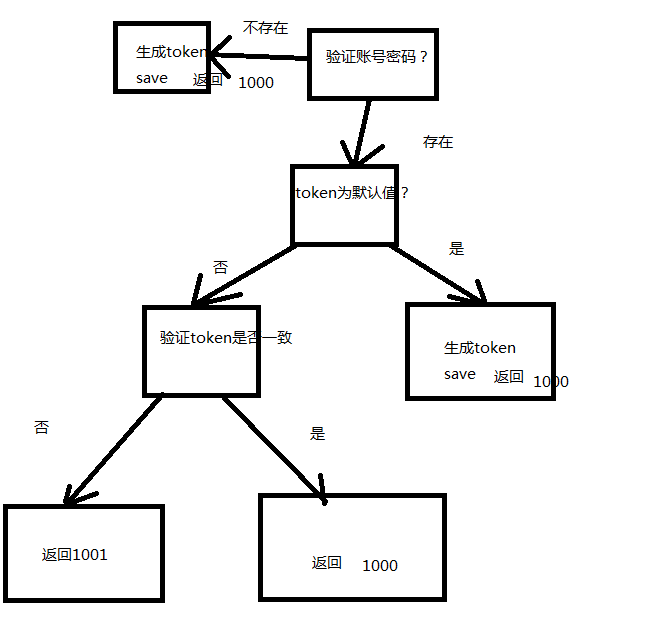 不存在
生成token
save 返回 1000
验证账号密码？
存在
token为默认值？
否
是
验证token是否一致
生成token
save 返回 1000
否
是
返回1001
返回 1000